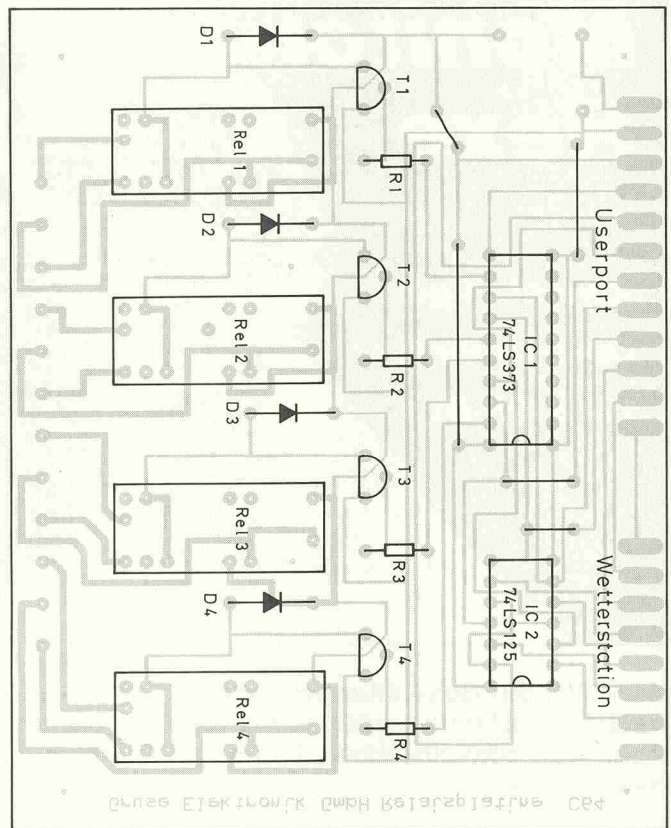 D1
T1
Rel 1
R1
D2
Userport
T2
IC 1
74LS373
Rel 2
R2
D3
T3
Rel 3
R3
D4
Wetterstation
IC 2
74LS125
T4
Rel 4
R4
Gruse Elektronik GmbH Relaisplatine C64